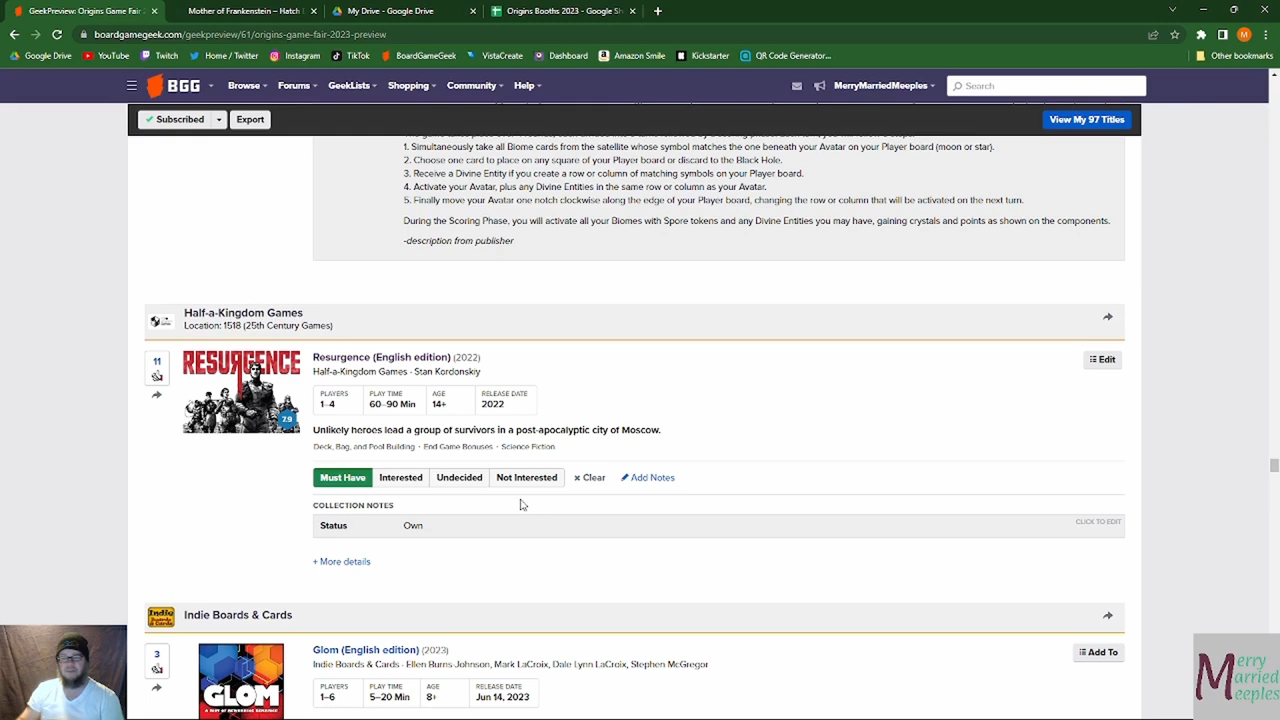 GeekPreview: Origins Game Fair
Mother of Frankenstein – Hatch
My Drive - Google Drive
Origins Booths 2023 - Google Sh
boardgamegeek.com/geekpreview/61/origins-game-fair-2023-preview
Google Drive
YouTube
Twitch
Home / Twitter
Instagram
TikTok
BoardGameGeek
VistaCreate
Dashboard
Amazon Smile
Kickstarter
QR Code Generator...
Other bookmarks
BGG
Browse
Forums
GeekLists
Shopping
Community
Help
MerryMarriedMeeples
Search
Subscribed
Export
View My 97 Titles
1. Simultaneously take all Biome cards from the satellite whose symbol matches the one beneath your Avatar on your Player board (moon or star).
2. Choose one card to place on any square of your Player board or discard to the Black Hole.
3. Receive a Divine Entity if you create a row or column of matching symbols on your Player board.
4. Activate your Avatar, plus any Divine Entities in the same row or column as your Avatar.
5. Finally move your Avatar one notch clockwise along the edge of your Player board, changing the row or column that will be activated on the next turn.
During the Scoring Phase, you will activate all your Biomes with Spore tokens and any Divine Entities you may have, gaining crystals and points as shown on the components.
-description from publisher
Half-a-Kingdom Games
Location: 1518 (25th Century Games)
11
RESURGENCE
7.9
Resurgence (English edition) (2022)
Half-a-Kingdom Games · Stan Kordonskiy
Edit
PLAYERS
1–4
PLAY TIME
60–90 Min
AGE
14+
RELEASE DATE
2022
Unlikely heroes lead a group of survivors in a post-apocalyptic city of Moscow.
Deck, Bag, and Pool Building · End Game Bonuses · Science Fiction
Must Have
Interested
Undecided
Not Interested
× Clear
Add Notes
COLLECTION NOTES
Status
Own
CLICK TO EDIT
+ More details
Indie Boards & Cards
Indie Boards & Cards
3
GLOM
Glom (English edition) (2023)
Indie Boards & Cards · Ellen Burns-Johnson, Mark LaCroix, Dale Lynn LaCroix, Stephen McGregor
Add To
PLAYERS
1–6
PLAY TIME
5–20 Min
AGE
8+
RELEASE DATE
Jun 14, 2023
Merry
Married
Meeples